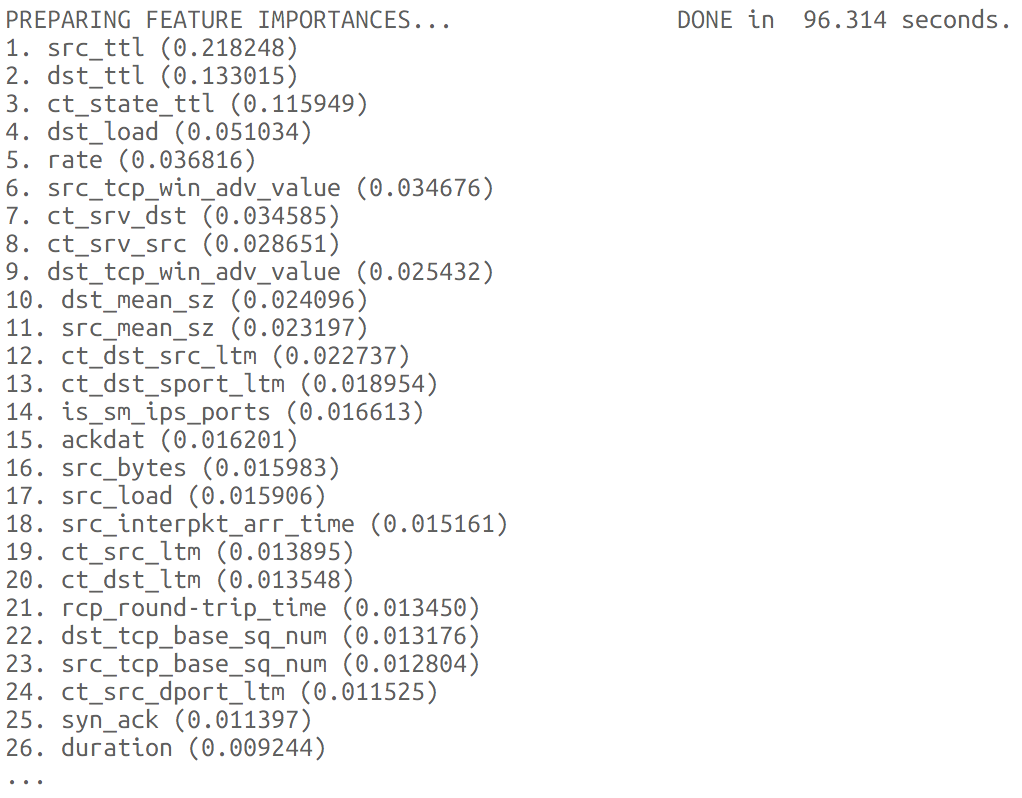 PREPARING FEATURE IMPORTANCES... DONE in 96.314 seconds.
1. src_ttl (0.218248)
2. dst_ttl (0.133015)
3. ct_state_ttl (0.115949)
4. dst_load (0.051034)
5. rate (0.036816)
6. src_tcp_win_adv_value (0.034676)
7. ct_srv_dst (0.034585)
8. ct_srv_src (0.028651)
9. dst_tcp_win_adv_value (0.025432)
10. dst_mean_sz (0.024096)
11. src_mean_sz (0.023197)
12. ct_dst_src_ltm (0.022737)
13. ct_dst_sport_ltm (0.018954)
14. is_sm_ips_ports (0.016613)
15. ackdat (0.016201)
16. src_bytes (0.015983)
17. src_load (0.015906)
18. src_interpkt_arr_time (0.015161)
19. ct_src_ltm (0.013895)
20. ct_dst_ltm (0.013548)
21. rcp_round-trip_time (0.013450)
22. dst_tcp_base_sq_num (0.013176)
23. src_tcp_base_sq_num (0.012804)
24. ct_src_dport_ltm (0.011525)
25. syn_ack (0.011397)
26. duration (0.009244)
...